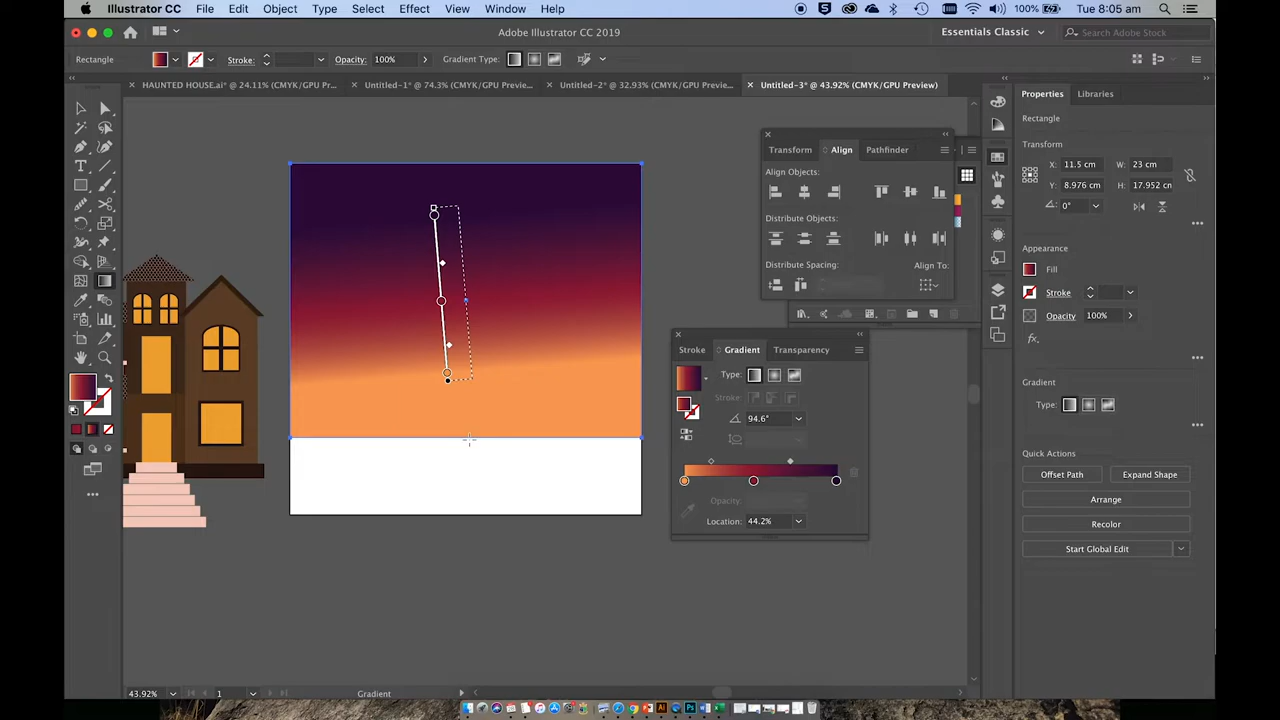 Illustrator CC File Edit Object Type Select Effect View Window Help 100% Tue 8:05 am
Adobe Illustrator CC 2019 Essentials Classic Search Adobe Stock
Rectangle Stroke: Opacity: 100% Gradient Type:
HAUNTED HOUSE.ai* @ 24.11% (CMYK/GPU Pr... Untitled-1* @ 74.3% (CMYK/GPU Preview... Untitled-2* @ 32.93% (CMYK/GPU Previe... Untitled-3* @ 43.92% (CMYK/GPU Preview)
Properties Libraries
Rectangle
Transform
X: 11.5 cm W: 23 cm
Y: 8.976 cm H: 17.952 cm
0°
Appearance
Fill
Stroke
Opacity 100%
fx.
Gradient
Type:
Quick Actions
Offset Path Expand Shape
Arrange
Recolor
Start Global Edit
Transform Align Pathfinder
Align Objects:
Distribute Objects:
Distribute Spacing: Align To:
Stroke Gradient Transparency
Type:
Stroke:
94.6°
Opacity:
Location: 44.2%
43.92% 1 Gradient